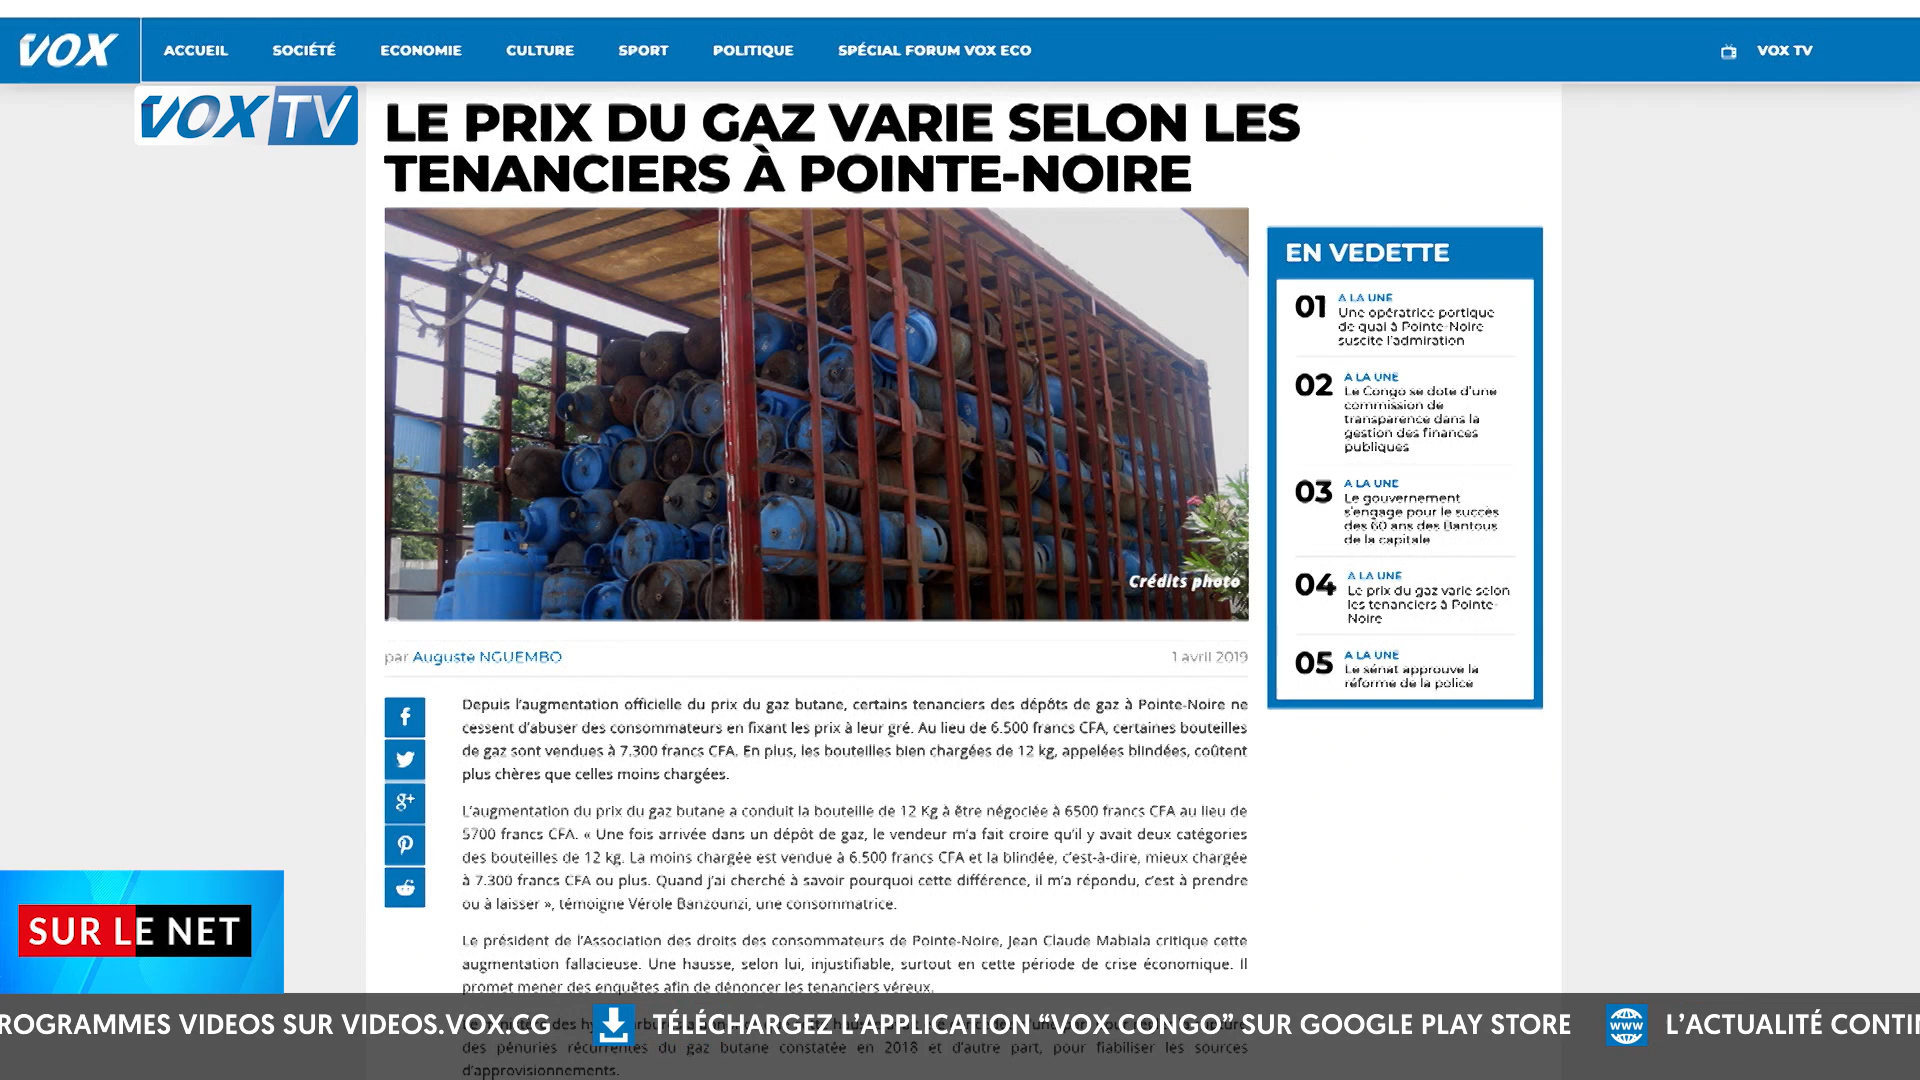 VOX
ACCUEIL SOCIÉTÉ ECONOMIE CULTURE SPORT POLITIQUE SPÉCIAL FORUM VOX ECO VOX TV
VOX TV
LE PRIX DU GAZ VARIE SELON LES
TENANCIERS À POINTE-NOIRE
Crédits photo
EN VEDETTE
01 A LA UNE
Une opératrice portique
de quai à Pointe-Noire
suscite l'admiration
02 A LA UNE
Le Congo se dote d'une
commission de
transparence dans la
gestion des finances
publiques
03 A LA UNE
Le gouvernement
s'engage pour le succès
des 60 ans des Bantous
de la capitale
04 A LA UNE
Le prix du gaz varie selon
les tenanciers à Pointe-
Noire
05 A LA UNE
Le sénat approuve la
réforme de la police
par Auguste NGUEMBO 1 avril 2019
Depuis l'augmentation officielle du prix du gaz butane, certains tenanciers des dépôts de gaz à Pointe-Noire ne
cessent d'abuser des consommateurs en fixant les prix à leur gré. Au lieu de 6.500 francs CFA, certaines bouteilles
de gaz sont vendues à 7.300 francs CFA. En plus, les bouteilles bien chargées de 12 kg, appelées blindées, coûtent
plus chères que celles moins chargées.
L'augmentation du prix du gaz butane a conduit la bouteille de 12 Kg à être négociée à 6500 francs CFA au lieu de
5700 francs CFA. « Une fois arrivée dans un dépôt de gaz, le vendeur m'a fait croire qu'il y avait deux catégories
des bouteilles de 12 kg. La moins chargée est vendue à 6.500 francs CFA et la blindée, c'est-à-dire, mieux chargée
à 7.300 francs CFA ou plus. Quand j'ai cherché à savoir pourquoi cette différence, il m'a répondu, c'est à prendre
ou à laisser », témoigne Vérole Banzounzi, une consommatrice.
Le président de l'Association des droits des consommateurs de Pointe-Noire, Jean Claude Mabiala critique cette
augmentation fallacieuse. Une hausse, selon lui, injustifiable, surtout en cette période de crise économique. Il
promet mener des enquêtes afin de dénoncer les tenanciers véreux.
des pénuries récurrentes du gaz butane constatée en 2018 et d'autre part, pour fiabiliser les sources
d'approvisionnements.
SUR LE NET
ROGRAMMES VIDEOS SUR VIDEOS.VOX.CG TÉLÉCHARGEZ L'APPLICATION “VOX CONGO” SUR GOOGLE PLAY STORE WWW L'ACTUALITÉ CONTIN